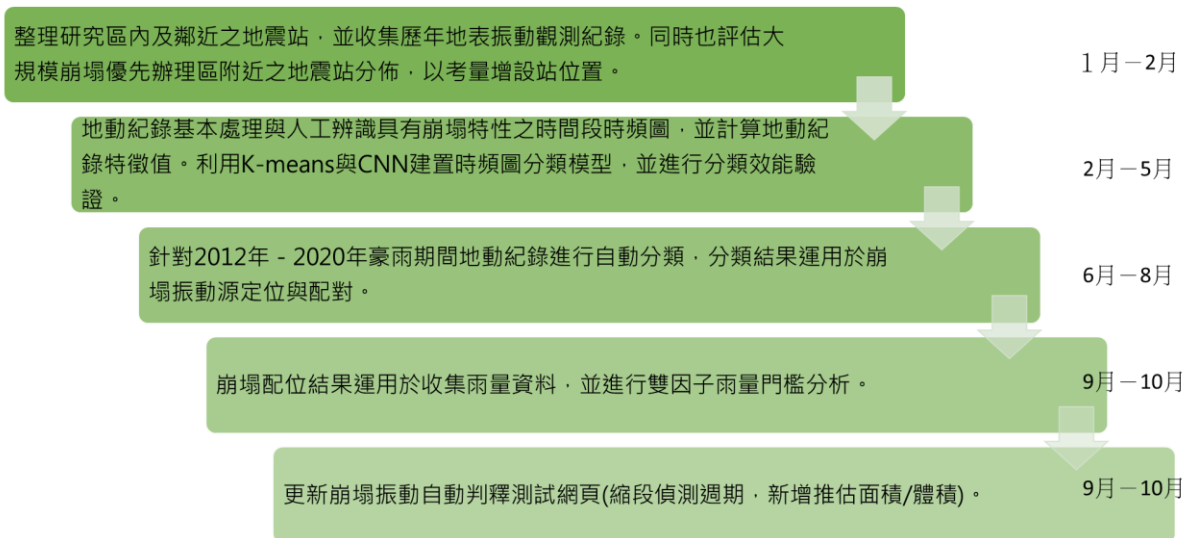 整理研究區內及鄰近之地震站，並收集歷年地表振動觀測紀錄。同時也評估大
規模崩塌優先辦理區附近之地震站分佈，以考量增設站位置。
1月－2月
地動紀錄基本處理與人工辨識具有崩塌特性之時間段時頻圖，並計算地動紀
錄特徵值。利用K-means與CNN建置時頻圖分類模型，並進行分類效能驗
證。
2月－5月
針對2012年 - 2020年豪雨期間地動紀錄進行自動分類，分類結果運用於崩
塌振動源定位與配對。
6月－8月
崩塌配位結果運用於收集雨量資料，並進行雙因子雨量門檻分析。
9月－10月
更新崩塌振動自動判釋測試網頁(縮段偵測週期，新增推估面積/體積)。
9月－10月